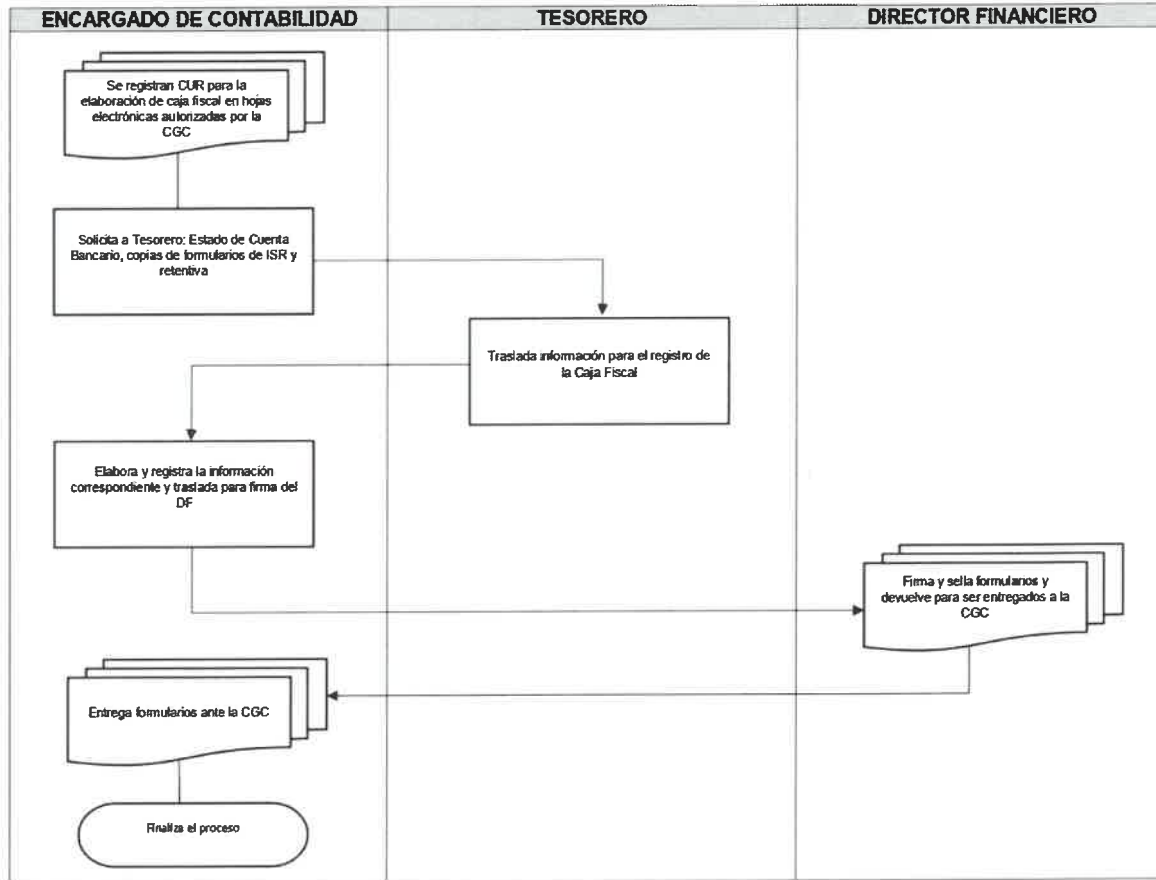 ENCARGADO DE CONTABILIDAD
TESORERO
DIRECTOR FINANCIERO
Se registran CUR para la
elaboración de caja fiscal en hojas
electrónicas autorizadas por la
CGC
Solicita a Tesorero: Estado de Cuenta
Bancario, copias de formularios de ISR y
retentiva
Traslada información para el registro de
la Caja Fiscal
Elabora y registra la información
correspondiente y traslada para firma del
DF
Firma y sella formularios y
devuelve para ser entregados a la
CGC
Entrega formularios ante la CGC
Finaliza el proceso